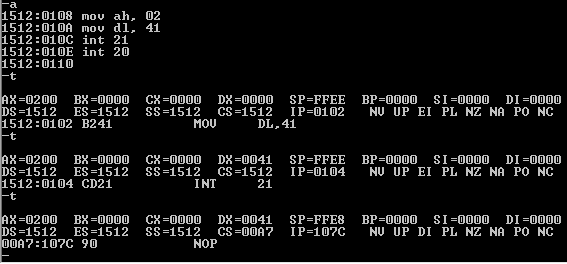 -a
1512:0108 mov ah, 02
1512:010A mov dl, 41
1512:010C int 21
1512:010E int 20
1512:0110
-t
AX=0200 BX=0000 CX=0000 DX=0000 SP=FFEE BP=0000 SI=0000 DI=0000
DS=1512 ES=1512 SS=1512 CS=1512 IP=0102 NV UP EI PL NZ NA PO NC
1512:0102 B241 MOV DL,41
-t
AX=0200 BX=0000 CX=0000 DX=0041 SP=FFEE BP=0000 SI=0000 DI=0000
DS=1512 ES=1512 SS=1512 CS=1512 IP=0104 NV UP EI PL NZ NA PO NC
1512:0104 CD21 INT 21
-t
AX=0200 BX=0000 CX=0000 DX=0041 SP=FFE8 BP=0000 SI=0000 DI=0000
DS=1512 ES=1512 SS=1512 CS=00A7 IP=107C NV UP DI PL NZ NA PO NC
00A7:107C 90 NOP
-